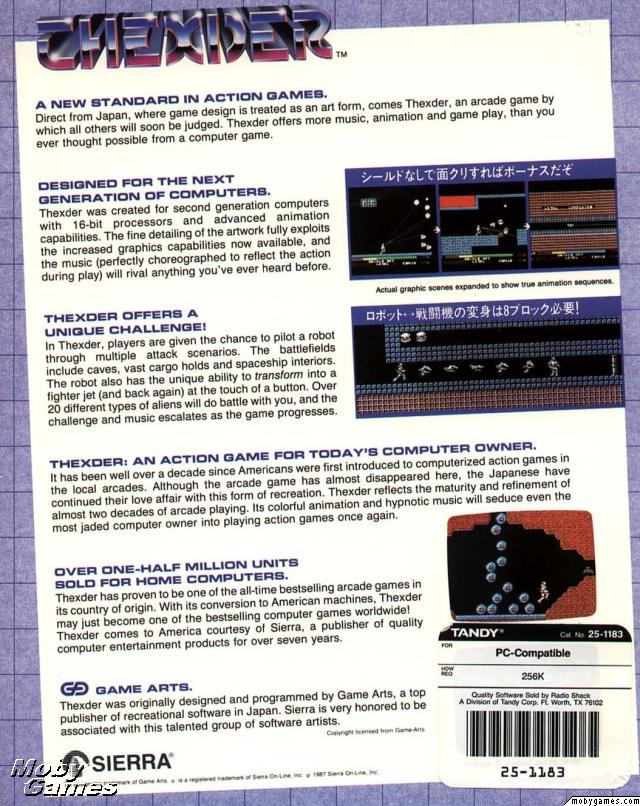 THEXDER™
A NEW STANDARD IN ACTION GAMES.
Direct from Japan, where game design is treated as an art form, comes Thexder, an arcade game by
which all others will soon be judged. Thexder offers more music, animation and game play, than you
ever thought possible from a computer game.
DESIGNED FOR THE NEXT
GENERATION OF COMPUTERS.
Thexder was created for second generation computers
with 16-bit processors and advanced animation
capabilities. The fine detailing of the artwork fully exploits
the increased graphics capabilities now available, and
the music (perfectly choreographed to reflect the action
during play) will rival anything you've ever heard before.
シールドなしで面クリすればボーナスだぞ
Actual graphic scenes expanded to show true animation sequences.
THEXDER OFFERS A
UNIQUE CHALLENGE!
In Thexder, players are given the chance to pilot a robot
through multiple attack scenarios. The battlefields
include caves, vast cargo holds and spaceship interiors.
The robot also has the unique ability to transform into a
fighter jet (and back again) at the touch of a button. Over
20 different types of aliens will do battle with you, and the
challenge and music escalates as the game progresses.
ロボット↔戦闘機の変身は8ブロック必要!
THEXDER: AN ACTION GAME FOR TODAY'S COMPUTER OWNER.
It has been well over a decade since Americans were first introduced to computerized action games in
the local arcades. Although the arcade game has almost disappeared here, the Japanese have
continued their love affair with this form of recreation. Thexder reflects the maturity and refinement of
almost two decades of arcade playing. Its colorful animation and hypnotic music will seduce even the
most jaded computer owner into playing action games once again.
OVER ONE-HALF MILLION UNITS
SOLD FOR HOME COMPUTERS.
Thexder has proven to be one of the all-time bestselling arcade games in
its country of origin. With its conversion to American machines, Thexder
may just become one of the bestselling computer games worldwide!
Thexder comes to America courtesy of Sierra, a publisher of quality
computer entertainment products for over seven years.
GAME ARTS.
Thexder was originally designed and programmed by Game Arts, a top
publisher of recreational software in Japan. Sierra is very honored to be
associated with this talented group of software artists.
Copyright licensed from Game-Arts
SIERRA®
trademark of Game Arts. ® is a registered trademark of Sierra On-Line, Inc. © 1987 Sierra On-Line, Inc.
TANDY® Cat. No. 25-1183
FOR
PC-Compatible
HDW
REQ
256K
Quality Software Sold by Radio Shack
A Division of Tandy Corp. Ft. Worth, TX 76102
25-1183
Moby
Games
mobygames.com